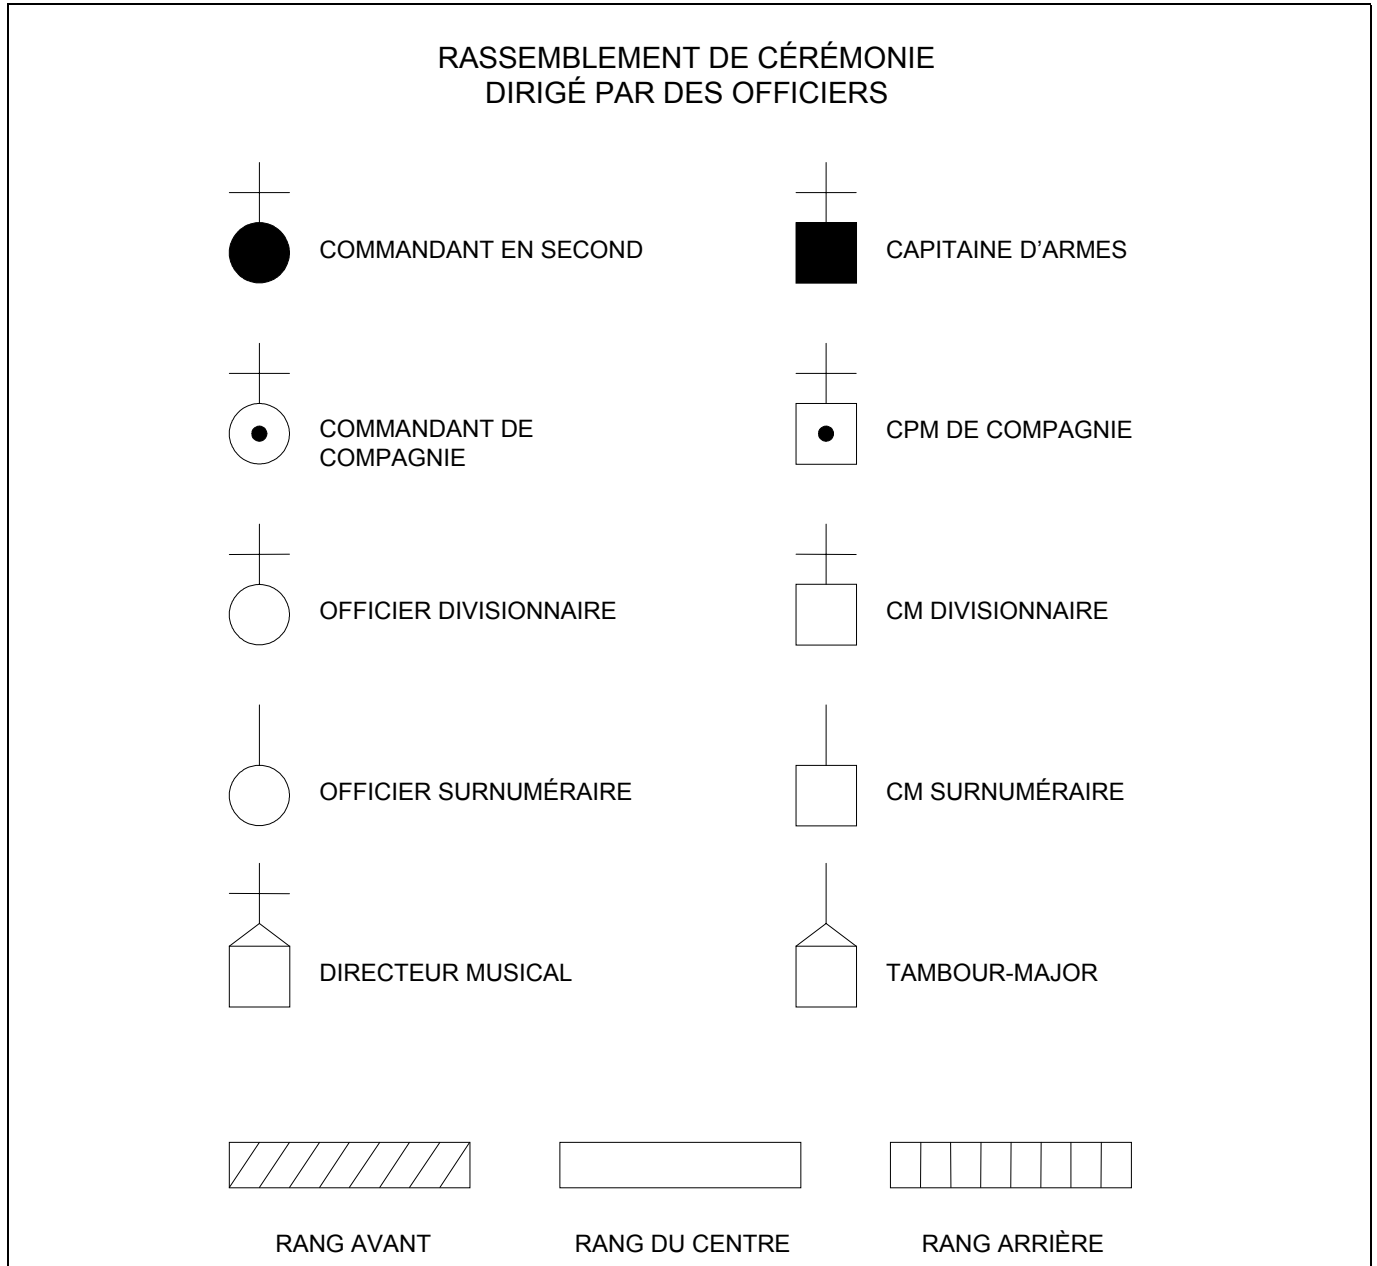 RASSEMBLEMENT DE CÉRÉMONIE
DIRIGÉ PAR DES OFFICIERS
COMMANDANT EN SECOND
CAPITAINE D'ARMES
COMMANDANT DE
COMPAGNIE
CPM DE COMPAGNIE
OFFICIER DIVISIONNAIRE
CM DIVISIONNAIRE
OFFICIER SURNUMÉRAIRE
CM SURNUMÉRAIRE
DIRECTEUR MUSICAL
TAMBOUR-MAJOR
RANG AVANT
RANG DU CENTRE
RANG ARRIÈRE